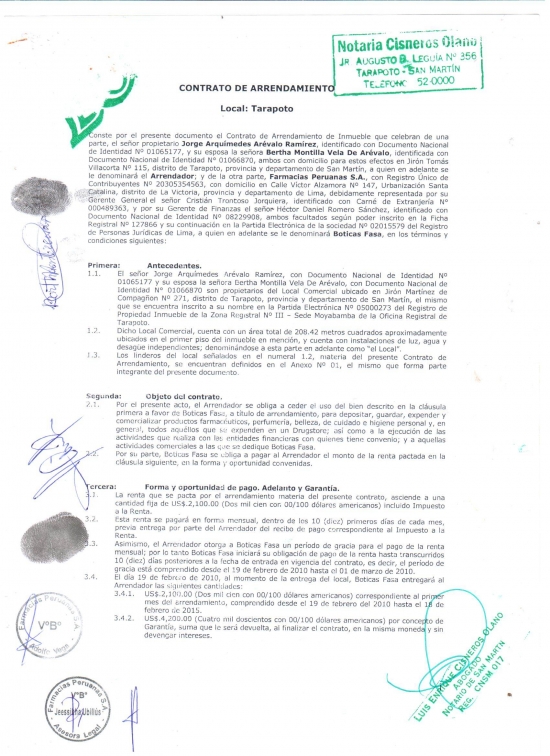 Notaria Cisneros Olano
JR AUGUSTO B. LEGUÍA Nº 356
TARAPOTO - SAN MARTÍN
TELEFONO: 52-0000
CONTRATO DE ARRENDAMIENTO
Local: Tarapoto
Conste por el presente documento el Contrato de Arrendamiento de Inmueble que celebran de una
parte, el señor propietario Jorge Arquímedes Arévalo Ramírez, identificado con Documento
Nacional de Identidad Nº 01065177, y su esposa la señora Bertha Montilla Vela De Arévalo, identificada con
Documento Nacional de Identidad Nº 01066870, ambos con domicilio para estos efectos en Jirón Tomás
Villacorta Nº 115, distrito de Tarapoto, provincia y departamento de San Martín, a quien en adelante se
le denominará el Arrendador; y de la otra parte, Farmacias Peruanas S.A., con Registro Único de
Contribuyentes Nº 20305354563, con domicilio en Calle Víctor Alzamora Nº 147, Urbanización Santa
Catalina, distrito de La Victoria, provincia y departamento de Lima, debidamente representada por su
Gerente General el señor Cristián Trontoso Jorquiera, identificado con Carné de Extranjería Nº
000489363, y por su Gerente de Finanzas el señor Héctor Daniel Romero Sánchez, identificado con
Documento Nacional de Identidad Nº 08229908, ambos facultados según poder inscrito en la Ficha
Registral Nº 127866 y su continuación en la Partida Electrónica de la sociedad Nº 02015579 del Registro
de Personas Jurídicas de Lima, a quien en adelante se le denominará Boticas Fasa, en los términos y
condiciones siguientes:
Primera: Antecedentes.
1.1. El señor Jorge Arquímedes Arévalo Ramírez, con Documento Nacional de Identidad Nº
01065177 y su esposa la señora Bertha Montilla Vela De Arévalo, con Documento Nacional de
Identidad Nº 01066870 son propietarios del Local Comercial ubicado en Jirón Martínez de
Compagñon Nº 271, distrito de Tarapoto, provincia y departamento de San Martín, el mismo
que se encuentra inscrito a su nombre en la Partida Electrónica Nº 05000273 del Registro de
Propiedad Inmueble de la Zona Registral Nº III – Sede Moyabamba de la Oficina Registral de
Tarapoto.
1.2. Dicho Local Comercial, cuenta con un área total de 208.42 metros cuadrados aproximadamente
ubicados en el primer piso del inmueble en mención, y cuenta con instalaciones de luz, agua y
desagüe independientes; denominándose a esta parte en adelante como "el Local".
1.3. Los linderos del local señalados en el numeral 1.2, materia del presente Contrato de
Arrendamiento, se encuentran definidos en el Anexo Nº 01, el mismo que forma parte
integrante del presente documento.
Segunda: Objeto del contrato.
2.1. Por el presente acto, el Arrendador se obliga a ceder el uso del bien descrito en la cláusula
primera a favor de Boticas Fasa, a título de arrendamiento, para depositar, guardar, expender y
comercializar productos farmacéuticos, perfumería, belleza, de cuidado e higiene personal y, en
general, todos aquéllos que se expenden en un Drugstore; así como a la ejecución de las
actividades que realiza con las entidades financieras con quienes tiene convenio; y a aquellas
actividades comerciales a las que se dedique Boticas Fasa.
2.2. Por su parte, Boticas Fasa se obliga a pagar al Arrendador el monto de la renta pactada en la
cláusula siguiente, en la forma y oportunidad convenidas.
Tercera: Forma y oportunidad de pago. Adelanto y Garantía.
3.1. La renta que se pacta por el arrendamiento materia del presente contrato, asciende a una
cantidad fija de US$2,100.00 (Dos mil cien con 00/100 dólares americanos) incluido Impuesto
a la Renta.
3.2. Esta renta se pagará en forma mensual, dentro de los 10 (diez) primeros días de cada mes,
previa entrega por parte del Arrendador del recibo de pago correspondiente al Impuesto a la
Renta.
3.3. Asimismo, el Arrendador otorga a Boticas Fasa un período de gracia para el pago de la renta
mensual; por lo tanto Boticas Fasa iniciará su obligación de pago de la renta hasta transcurridos
10 (diez) días posteriores a la fecha de entrada en vigencia del contrato, es decir, el período de
gracia está comprendido desde el 19 de febrero de 2010 hasta el 01 de marzo de 2010.
3.4. El día 19 de febrero de 2010, al momento de la entrega del local, Boticas Fasa entregará al
Arrendador las siguientes cantidades:
3.4.1. US$2,100.00 (Dos mil cien con 00/100 dólares americanos) correspondiente al primer
mes del arrendamiento, comprendido desde el 19 de febrero del 2010 hasta el 18 de
febrero de 2015.
3.4.2. US$4,200.00 (Cuatro mil doscientos con 00/100 dólares americanos) por concepto de
Garantía, suma que le será devuelta, al finalizar el contrato, en la misma moneda y sin
devengar intereses.
Farmacias Peruanas S.A.
VºBº
Adolfo Vega
Farmacias Peruanas S.A.
VºBº
Asesora Legal
LUIS ENRIQUE CISNEROS OLANO
ABOGADO
NOTARIO DE SAN MARTIN
REG. CNSM 017